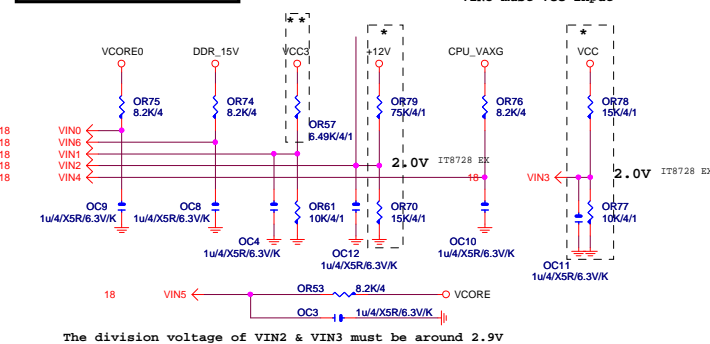 * *
*
*
VCORE0
DDR_15V
VCC3
+12V
CPU_VAXG
VCC
OR75
8.2K/4
OR74
8.2K/4
OR57
6.49K/4/1
OR79
75K/4/1
OR76
8.2K/4
OR78
15K/4/1
18 VIN0
18 VIN6
18 VIN1
18 VIN2
18 VIN4
2.0V IT8728 EX
18 VIN3
2.0V IT8728 EX
OC9
1u/4/X5R/6.3V/K
OC8
1u/4/X5R/6.3V/K
OR61
10K/4/1
OC4
1u/4/X5R/6.3V/K
OR70
15K/4/1
OC12
1u/4/X5R/6.3V/K
OC10
1u/4/X5R/6.3V/K
OR77
10K/4/1
OC11
1u/4/X5R/6.3V/K
18 VIN5
OR53 8.2K/4
VCORE
OC3 1u/4/X5R/6.3V/K
The division voltage of VIN2 & VIN3 must be around 2.9V